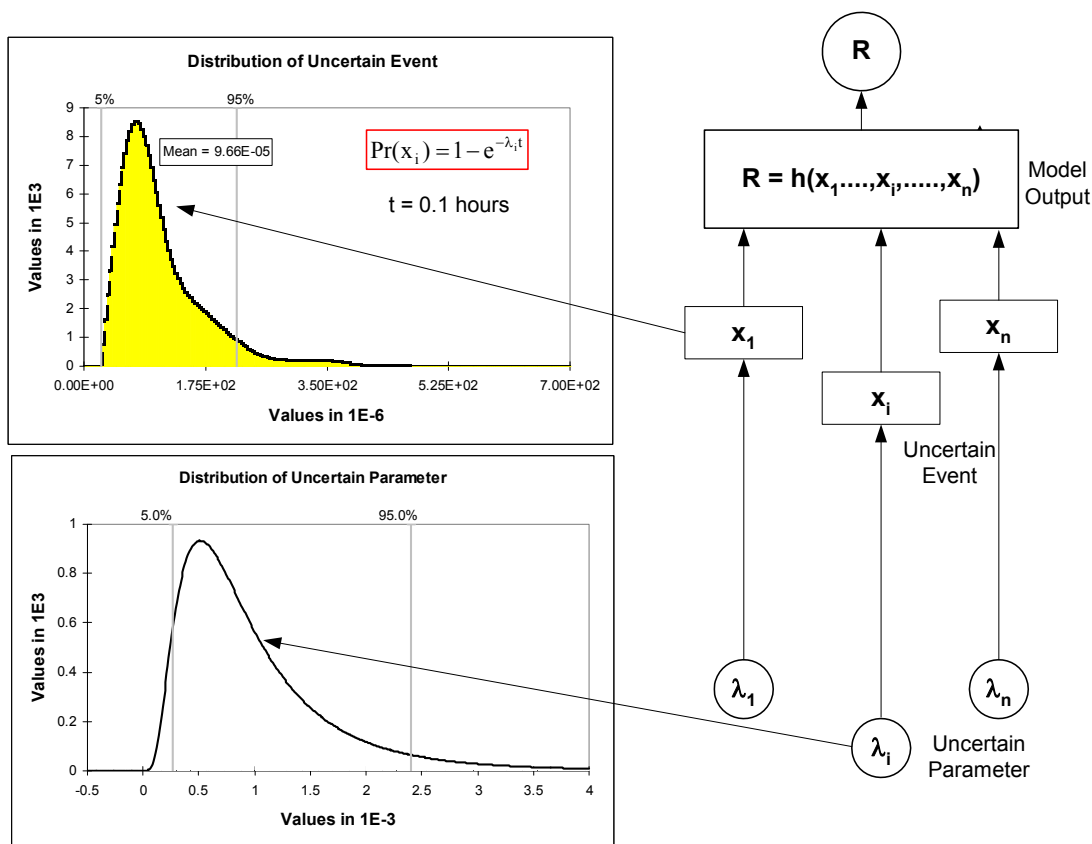 Distribution of Uncertain Event
5% 95%
9
8
7
6
5
4
3
2
1
0
Values in 1E3
Mean = 9.66E-05
Pr(xᵢ) = 1 − e^(−λᵢt)
t = 0.1 hours
0.00E+00 1.75E+02 3.50E+02 5.25E+02 7.00E+02
Values in 1E-6
Distribution of Uncertain Parameter
5.0% 95.0%
1
0.8
0.6
0.4
0.2
0
Values in 1E3
-0.5 0 0.5 1 1.5 2 2.5 3 3.5 4
Values in 1E-3
R
R = h(x₁....,xᵢ,.....,xₙ)
Model
Output
x₁
xₙ
xᵢ
Uncertain
Event
λ₁
λₙ
λᵢ
Uncertain
Parameter